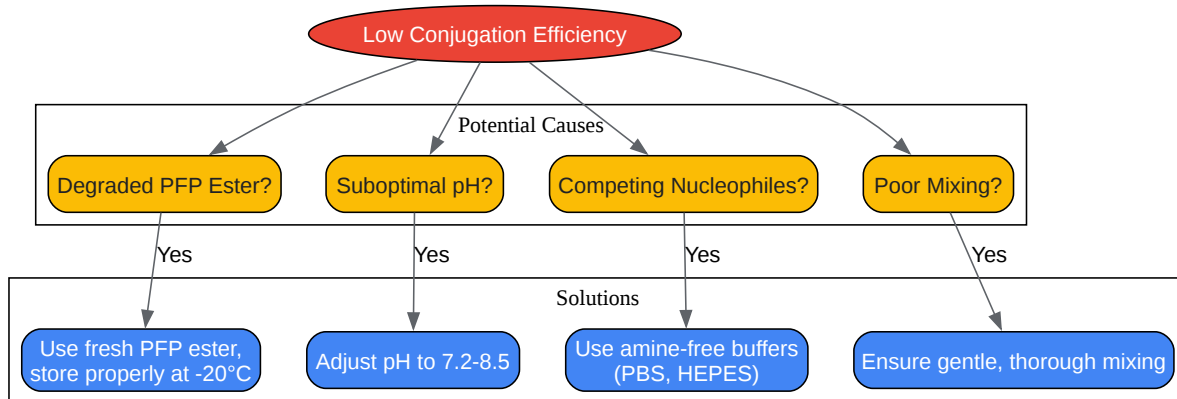 Low Conjugation Efficiency
Potential Causes
Degraded PFP Ester?
Suboptimal pH?
Competing Nucleophiles?
Poor Mixing?
Yes
Yes
Yes
Yes
Solutions
Use fresh PFP ester,
store properly at -20°C
Adjust pH to 7.2-8.5
Use amine-free buffers
(PBS, HEPES)
Ensure gentle, thorough mixing